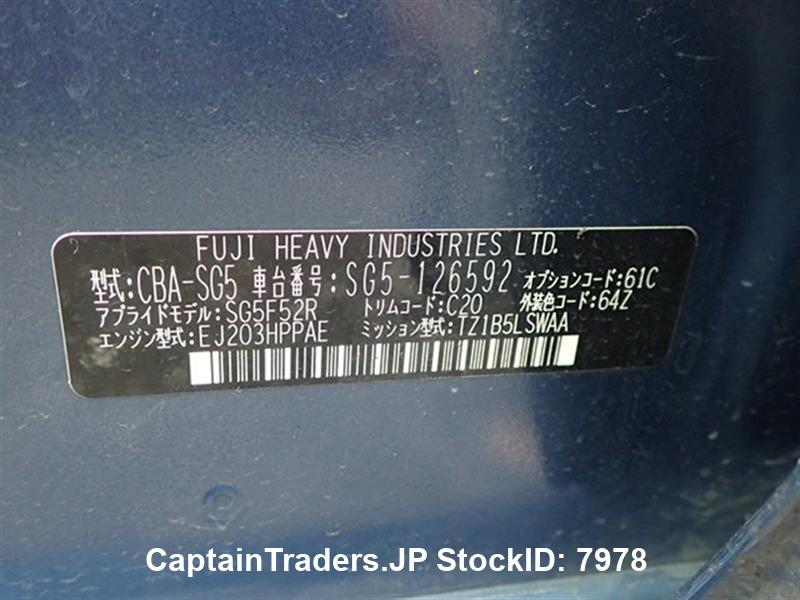 FUJI HEAVY INDUSTRIES LTD.
型式:CBA-SG5 車台番号:SG5-126592 オプションコード:61C
アプライドモデル:SG5F52R トリムコード:C20 外装色コード:64Z
エンジン型式:EJ203HPPAE ミッション型式:TZ1B5LSWAA
CaptainTraders.JP StockID: 7978